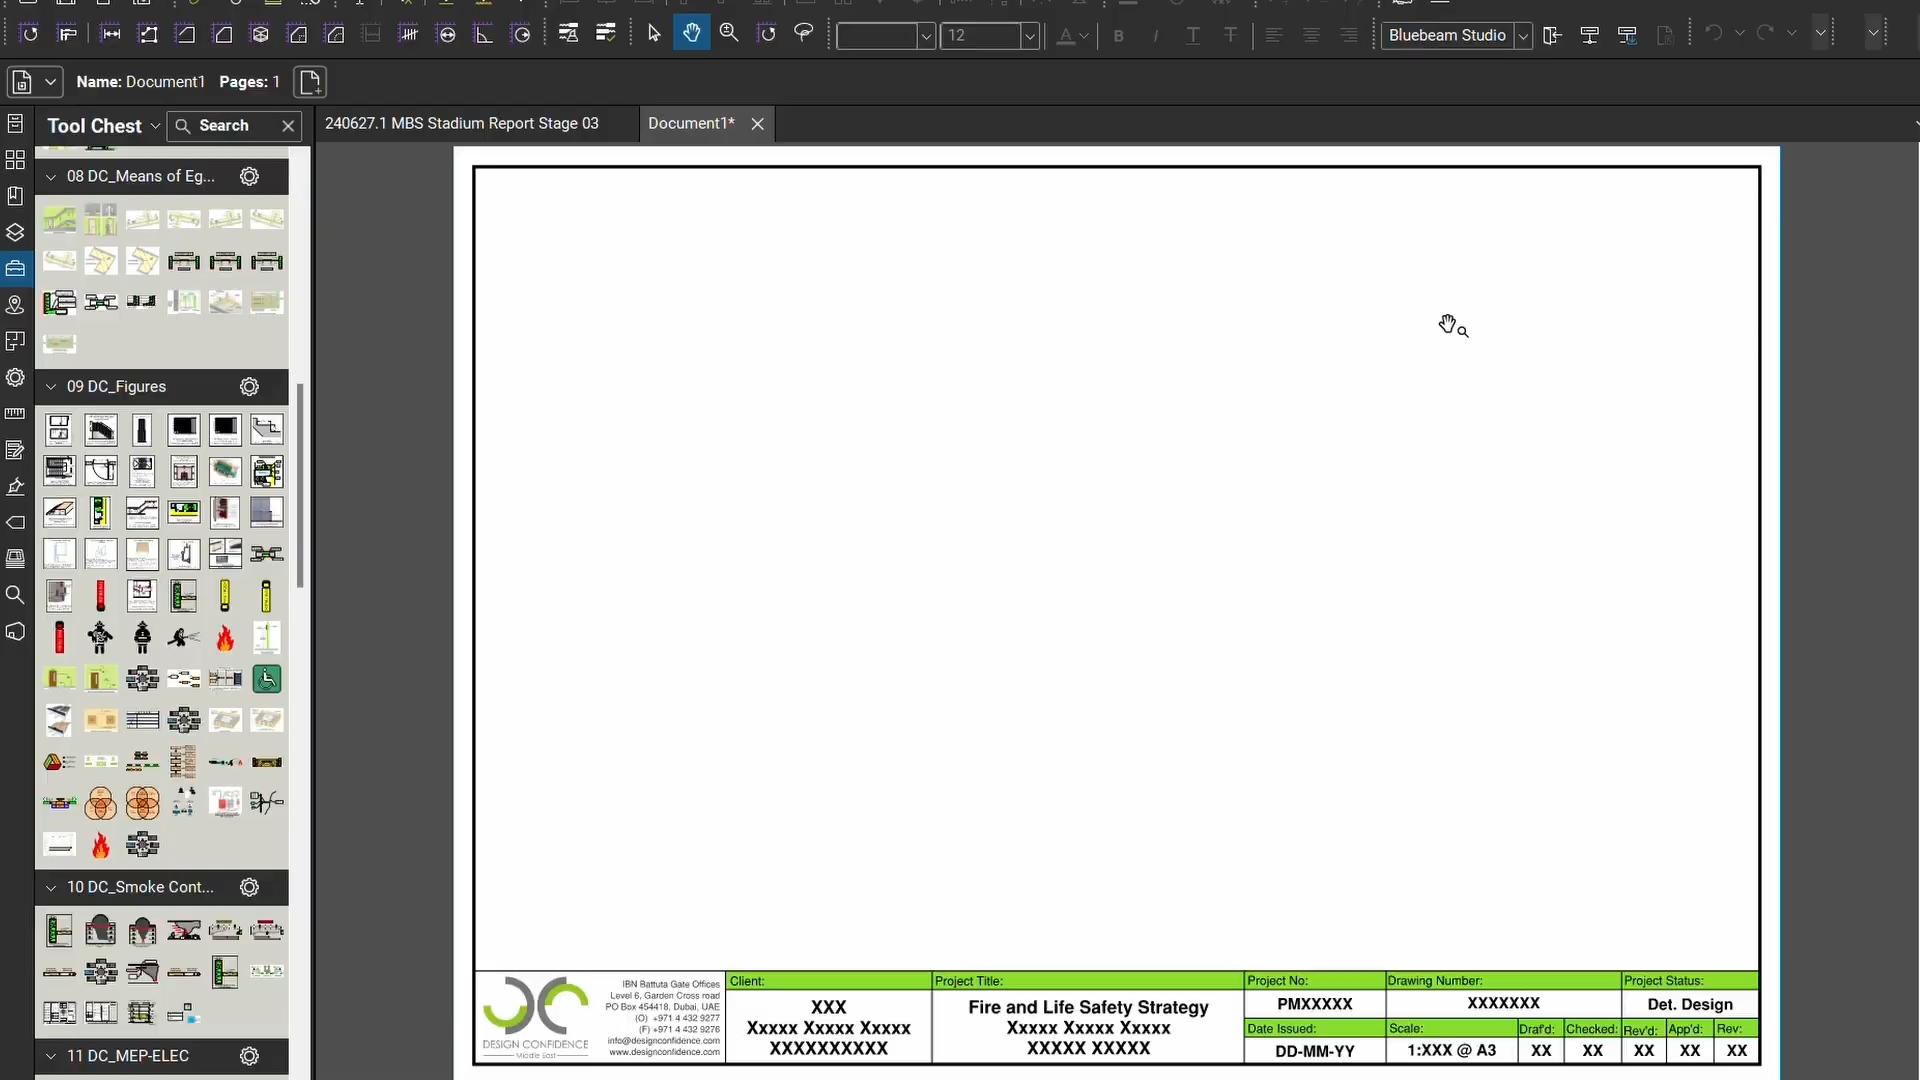 12
A
B
I
T
T
Bluebeam Studio
Name: Document1 Pages: 1
Tool Chest
Search
240627.1 MBS Stadium Report Stage 03
Document1*
08 DC_Means of Eg...
09 DC_Figures
10 DC_Smoke Cont...
11 DC_MEP-ELEC
DESIGN CONFIDENCE
Middle East
IBN Battuta Gate Offices
Level 6, Garden Cross road
PO Box 454418, Dubai, UAE
(O) +971 4 432 9277
(F) +971 4 432 9276
info@designconfidence.com
www.designconfidence.com
Client:
XXX
Xxxxx Xxxxx Xxxxx
XXXXXXXXXX
Project Title:
Fire and Life Safety Strategy
Xxxxx Xxxxx Xxxxx
XXXXX XXXXX
Project No:
PMXXXXX
Drawing Number:
XXXXXXX
Project Status:
Det. Design
Date Issued:
DD-MM-YY
Scale:
1:XXX @ A3
Draf'd:
XX
Checked:
XX
Rev'd:
XX
App'd:
XX
Rev:
XX